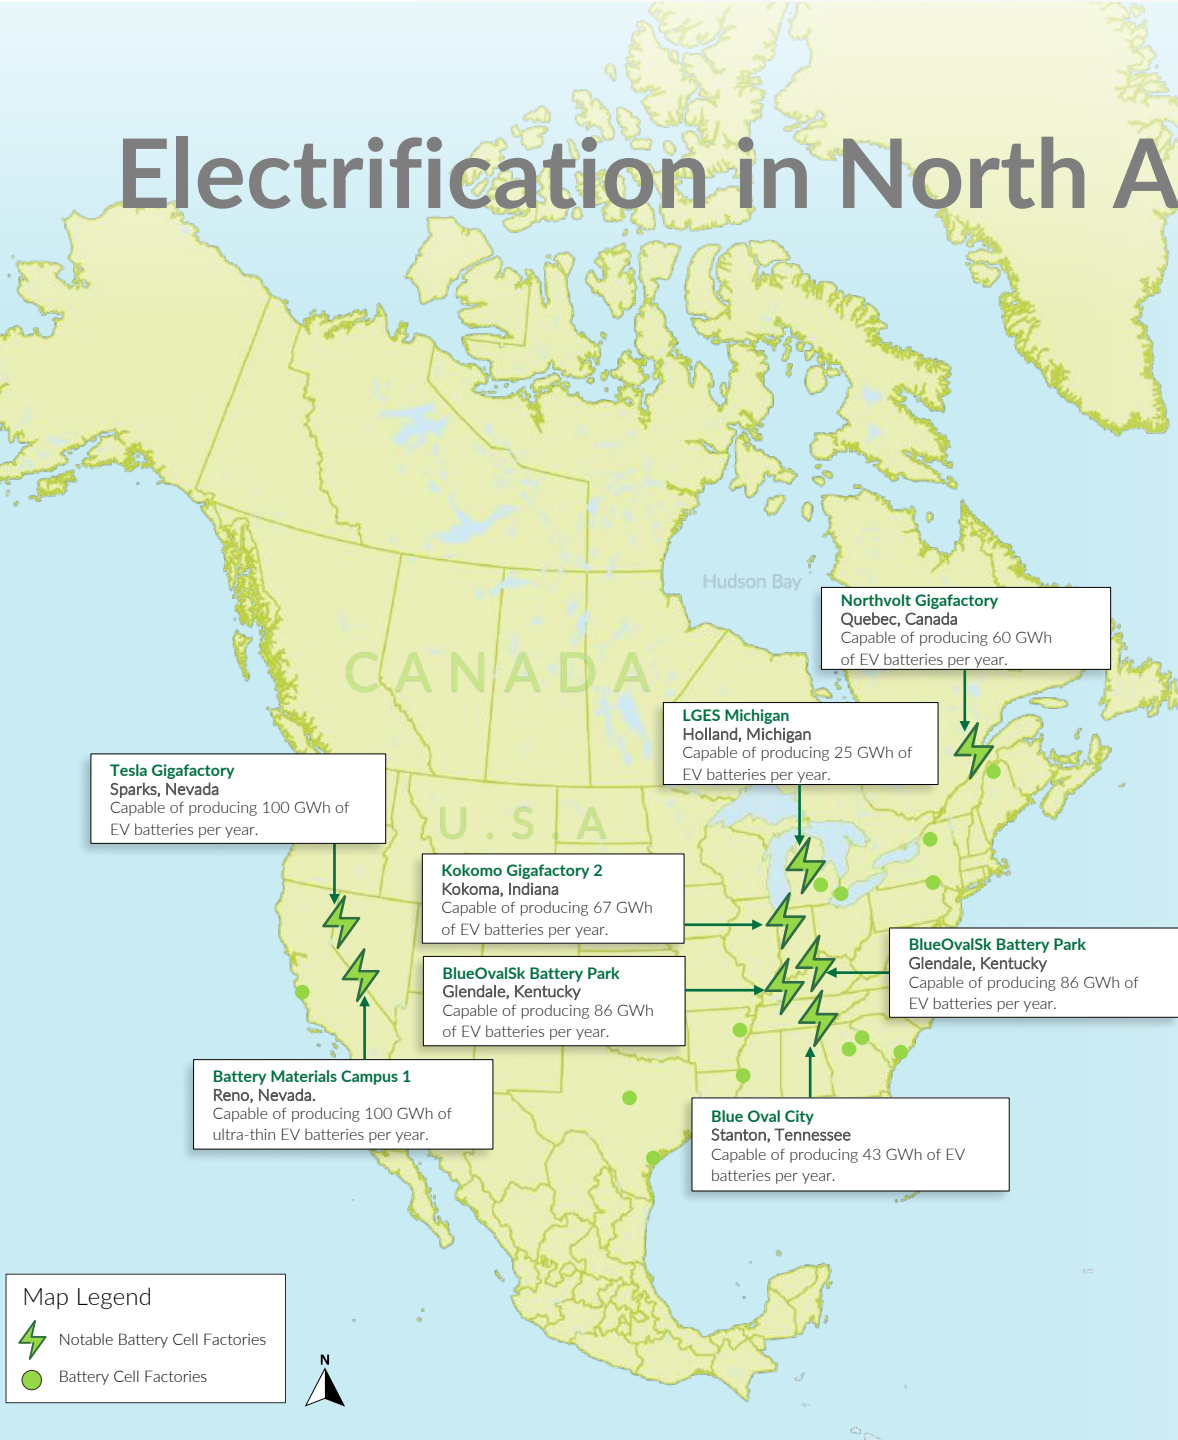 Electrification in North A
Hudson Bay
Northvolt Gigafactory
Quebec, Canada
Capable of producing 60 GWh
of EV batteries per year.
CANADA
LGES Michigan
Holland, Michigan
Capable of producing 25 GWh of
EV batteries per year.
Tesla Gigafactory
Sparks, Nevada
Capable of producing 100 GWh of
EV batteries per year.
U.S.A
Kokomo Gigafactory 2
Kokoma, Indiana
Capable of producing 67 GWh
of EV batteries per year.
BlueOvalSk Battery Park
Glendale, Kentucky
Capable of producing 86 GWh of
EV batteries per year.
BlueOvalSk Battery Park
Glendale, Kentucky
Capable of producing 86 GWh
of EV batteries per year.
Battery Materials Campus 1
Reno, Nevada.
Capable of producing 100 GWh of
ultra-thin EV batteries per year.
Blue Oval City
Stanton, Tennessee
Capable of producing 43 GWh of EV
batteries per year.
Map Legend
Notable Battery Cell Factories
Battery Cell Factories
N